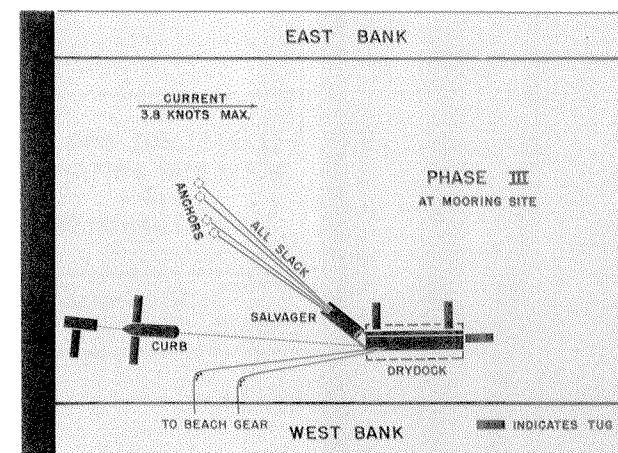 EAST BANK
CURRENT
3.8 KNOTS MAX.
PHASE III
AT MOORING SITE
ANCHORS
ALL SLACK
SALVAGER
CURB
DRYDOCK
TO BEACH GEAR
WEST BANK
INDICATES TUG